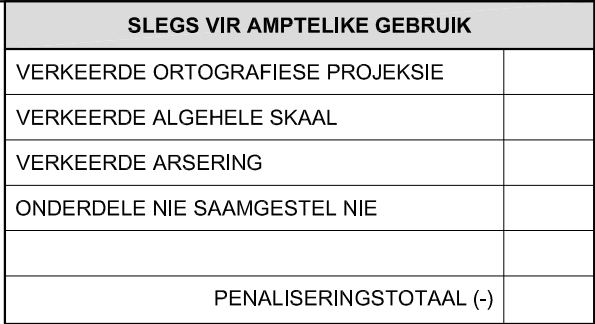 SLEGS VIR AMPTELIKE GEBRUIK
VERKEERDE ORTOGRAFIESE PROJEKSIE
VERKEERDE ALGEHELE SKAAL
VERKEERDE ARSERING
ONDERDELE NIE SAAMGESTEL NIE
PENALISERINGSTOTAAL (-)